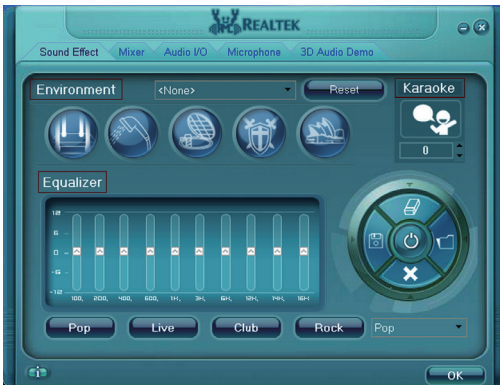 REALTEK
Sound Effect Mixer Audio I/O Microphone 3D Audio Demo
Environment <None> Reset Karaoke
0
Equalizer
12
6
0
-6
-12
100, 200, 400, 600, 1K, 3K, 6K, 12K, 14K, 16K
Pop Live Club Rock Pop
i OK